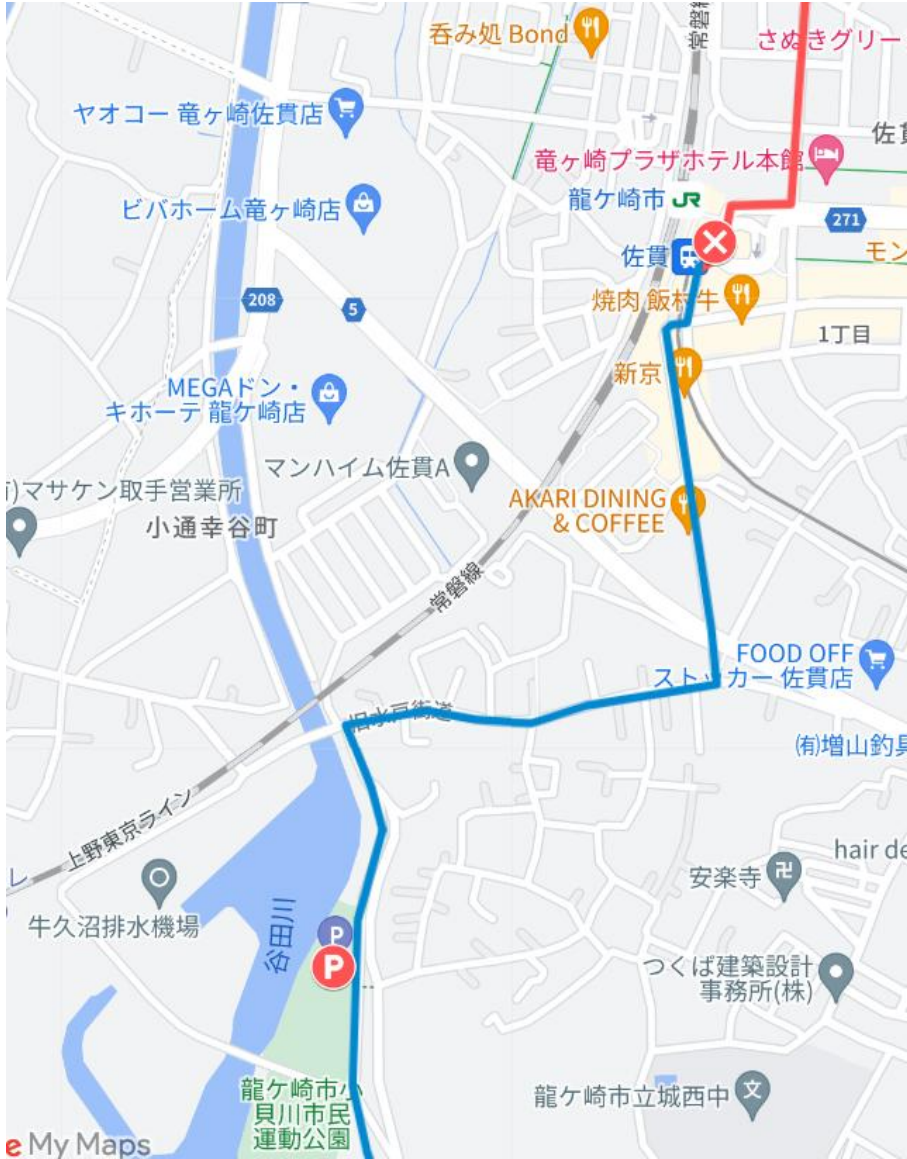 呑み処 Bond
常磐線
さぬきグリー
ヤオコー 竜ヶ崎佐貫店
佐貫
竜ヶ崎プラザホテル本館
龍ケ崎市 JR
ビバホーム竜ヶ崎店
271
佐貫
モン
208
5
焼肉 飯村牛
1丁目
新京
MEGAドン・
キホーテ 龍ケ崎店
マンハイム佐貫A
)マサケン取手営業所
小通幸谷町
AKARI DINING
& COFFEE
常磐線
FOOD OFF
ストッカー 佐貫店
旧水戸街道
(有)増山釣具
上野東京ライン
レ
hair de
安楽寺
牛久沼排水機場
谷田川
P
P
つくば建築設計
事務所(株)
龍ケ崎市小
貝川市民
運動公園
龍ケ崎市立城西中
文
e My Maps